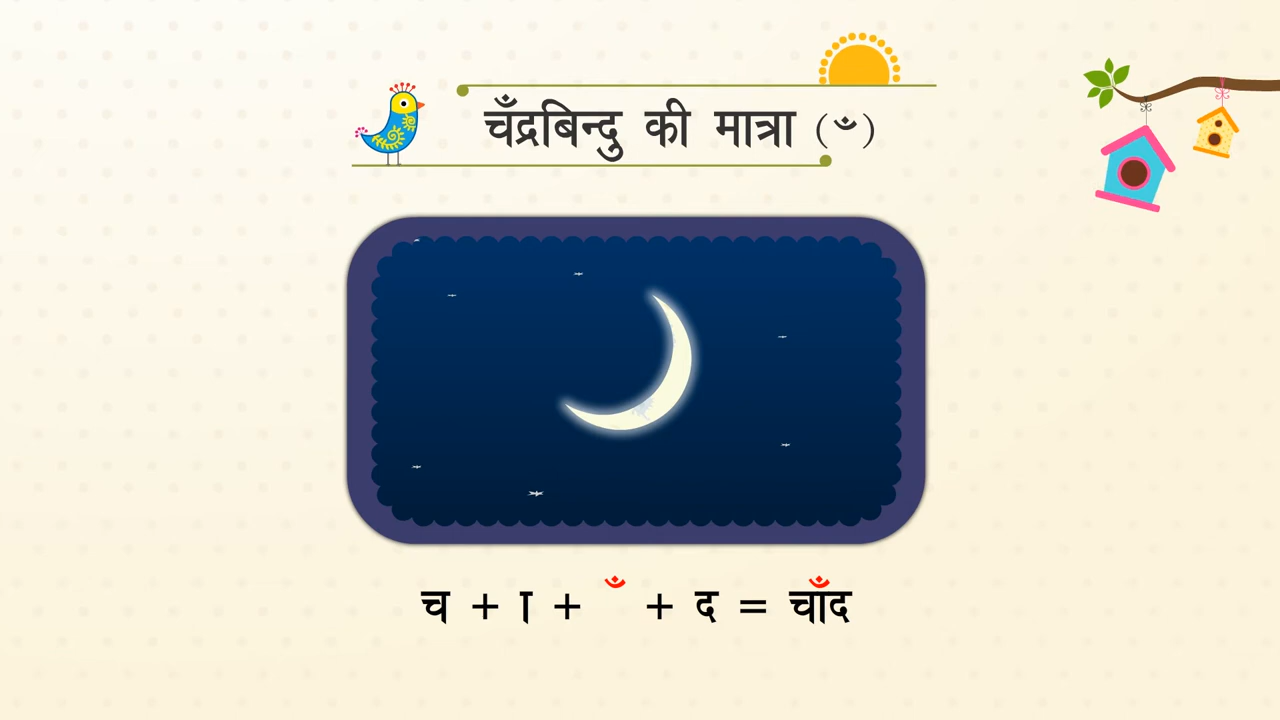 चँद्रबिन्दु की मात्रा ( ँ)
च + ा + ँ + द = चाँद